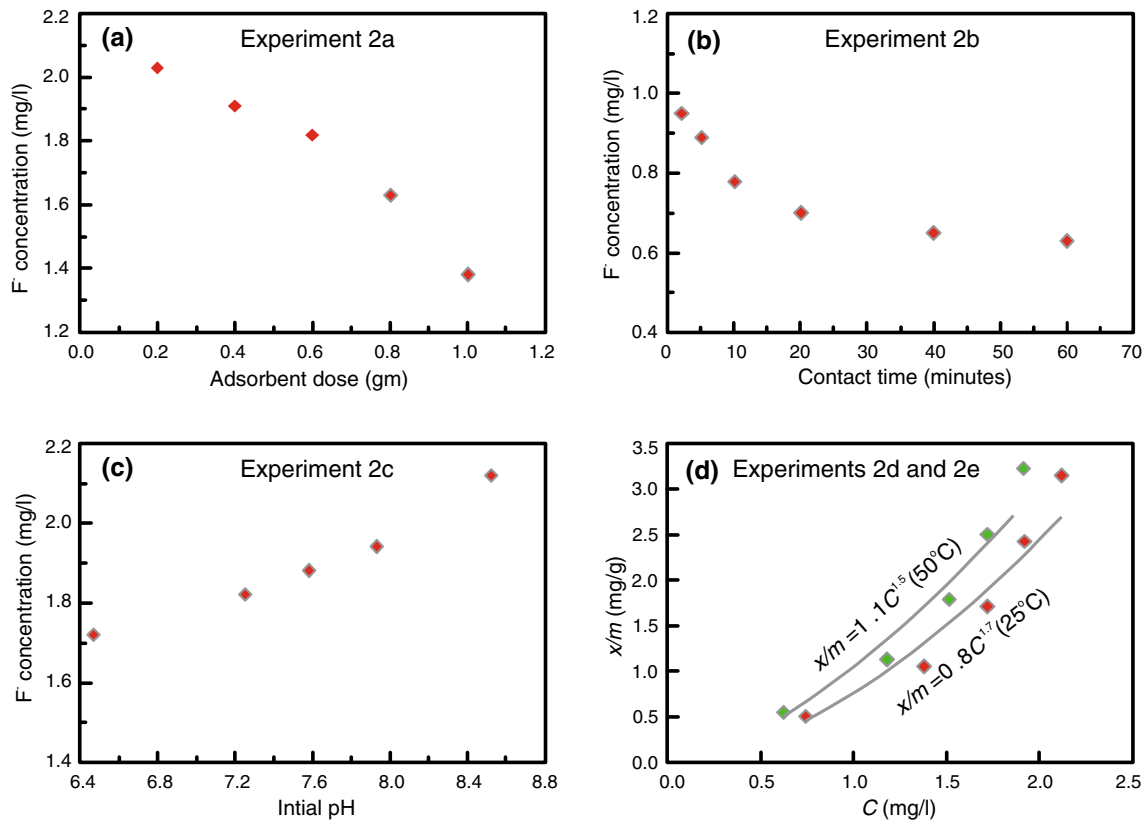 (a) Experiment 2a
F⁻ concentration (mg/l)
2.2
2.0
1.8
1.6
1.4
1.2
0.0 0.2 0.4 0.6 0.8 1.0 1.2
Adsorbent dose (gm)
(b) Experiment 2b
F⁻ concentration (mg/l)
1.2
1.0
0.8
0.6
0.4
0 10 20 30 40 50 60 70
Contact time (minutes)
(c) Experiment 2c
F⁻ concentration (mg/l)
2.2
2.0
1.8
1.6
1.4
6.4 6.8 7.2 7.6 8.0 8.4 8.8
Intial pH
(d) Experiments 2d and 2e
x/m (mg/g)
3.5
3.0
2.5
2.0
1.5
1.0
0.5
0.0
x/m =1 .1C^1.5 (50°C)
x/m =0 .8C^1.7 (25°C)
0.0 0.5 1.0 1.5 2.0 2.5
C (mg/l)